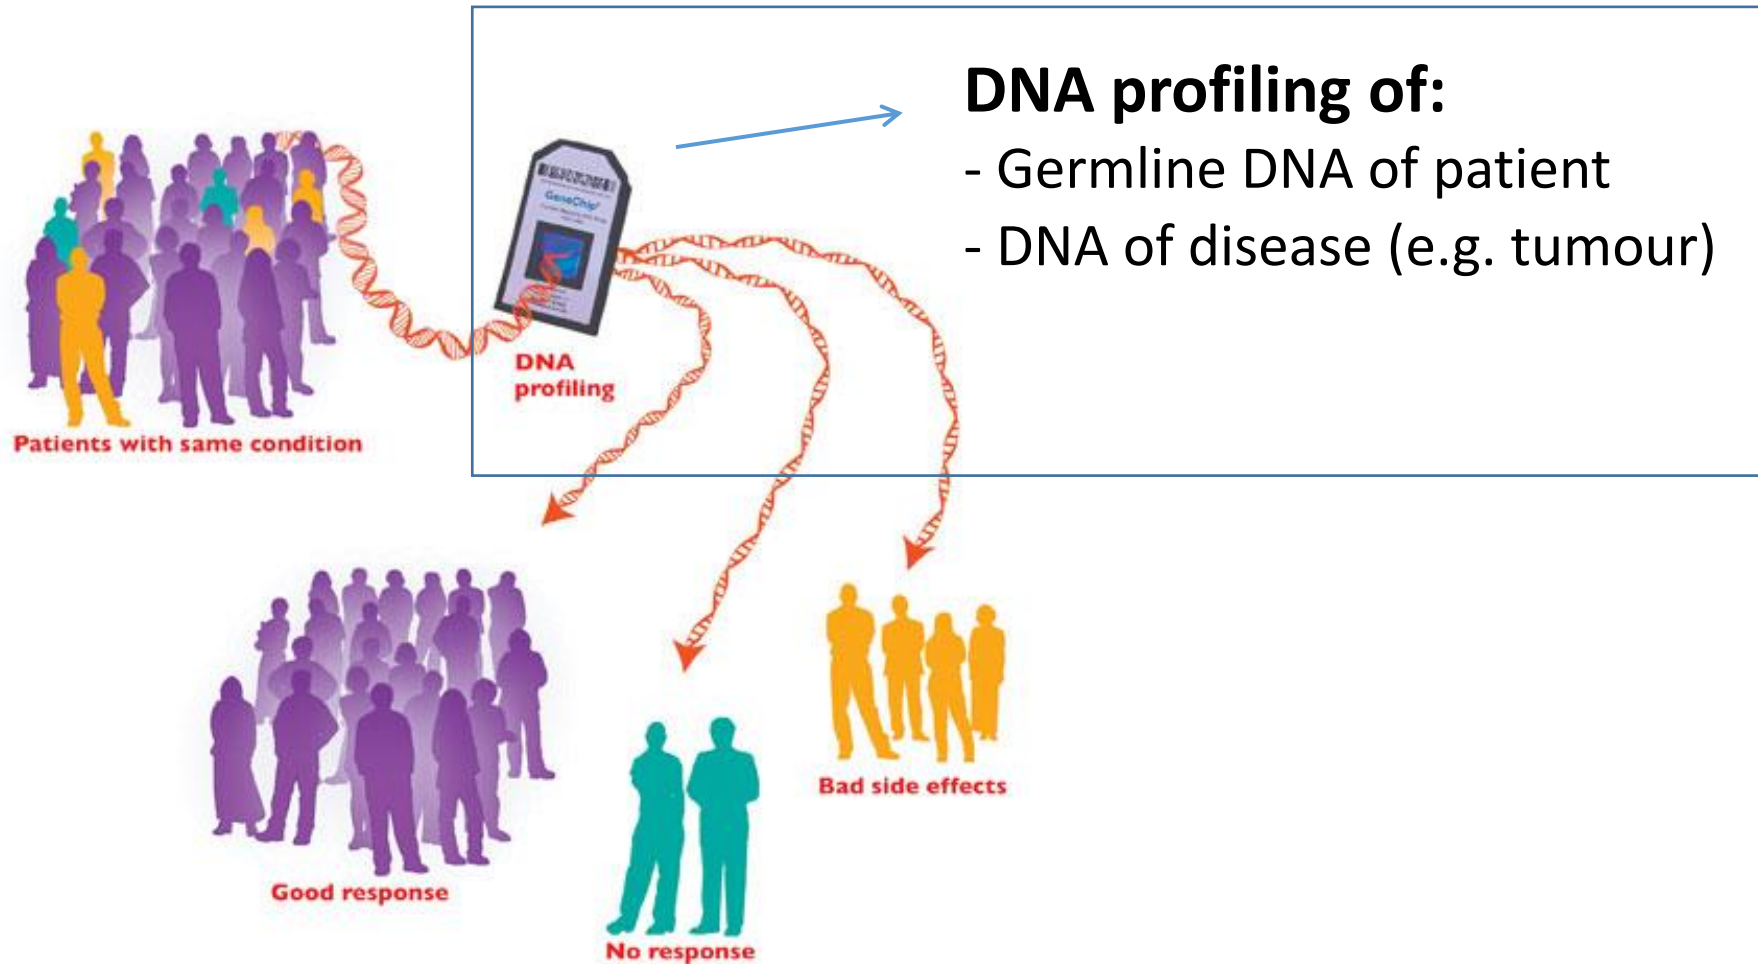 DNA profiling of:
- Germline DNA of patient
- DNA of disease (e.g. tumour)
GeneChip
DNA
profiling
Patients with same condition
Bad side effects
Good response
No response